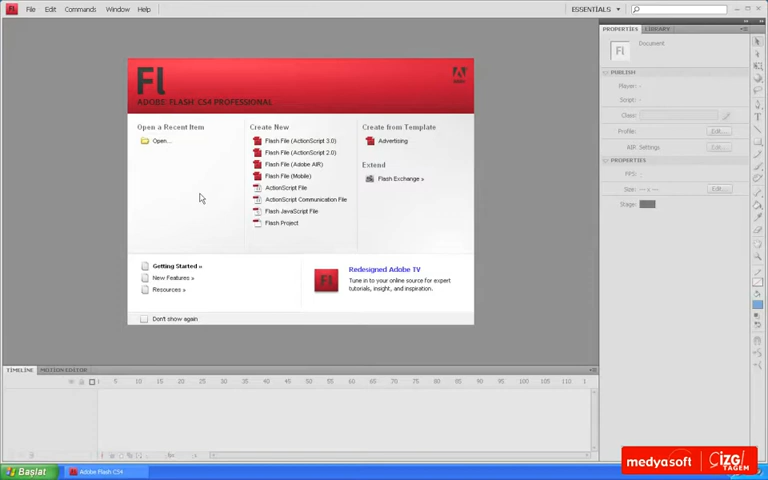 Fl File Edit Commands Window Help ESSENTIALS
PROPERTIES LIBRARY
Fl Document
PUBLISH
Player: -
Script: -
Class:
Profile: Edit...
AIR Settings Edit...
PROPERTIES
FPS: -
Size: --- x --- Edit...
Stage:
Fl
ADOBE FLASH CS4 PROFESSIONAL
Open a Recent Item
Open...
Create New
Flash File (ActionScript 3.0)
Flash File (ActionScript 2.0)
Flash File (Adobe AIR)
Flash File (Mobile)
ActionScript File
ActionScript Communication File
Flash JavaScript File
Flash Project
Create from Template
Advertising
Extend
Flash Exchange »
Getting Started »
New Features »
Resources »
Fl
Redesigned Adobe TV
Tune in to your online source for expert
tutorials, insight, and inspiration.
Don't show again
TIMELINE MOTION EDITOR
5 10 15 20 25 30 35 40 45 50 55 60 65 70 75 80 85 90 95 100 105 110 1
Başlat
Adobe Flash CS4
medyasoft
ÇİZGİ
TAGEM